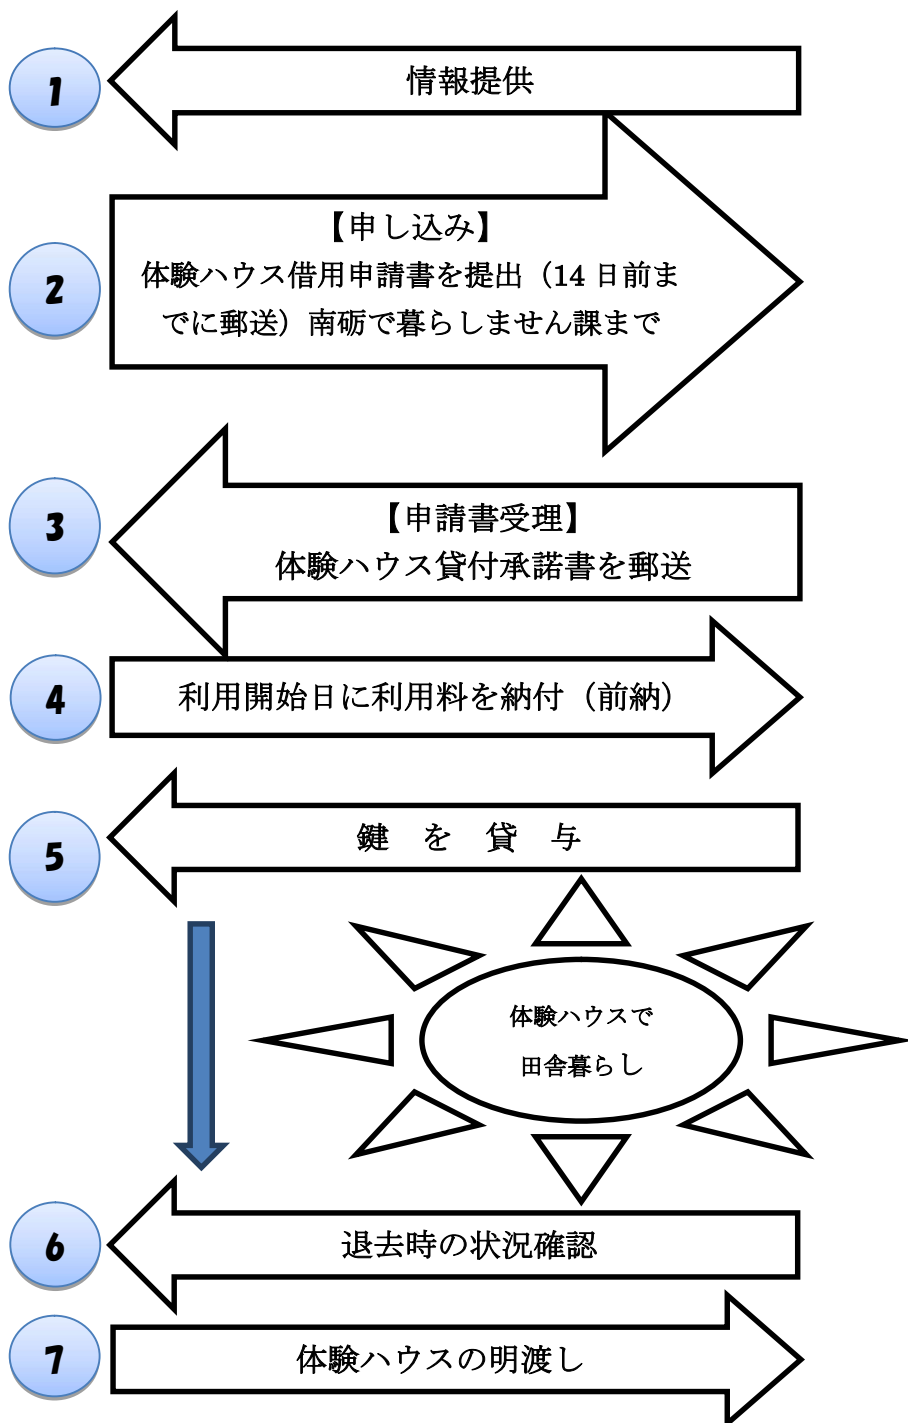 1
情報提供
2
【申し込み】
体験ハウス借用申請書を提出（14日前ま
でに郵送）南砺で暮らしません課まで
3
【申請書受理】
体験ハウス貸付承諾書を郵送
4
利用開始日に利用料を納付（前納）
5
鍵　を　貸　与
体験ハウスで
田舎暮らし
6
退去時の状況確認
7
体験ハウスの明渡し